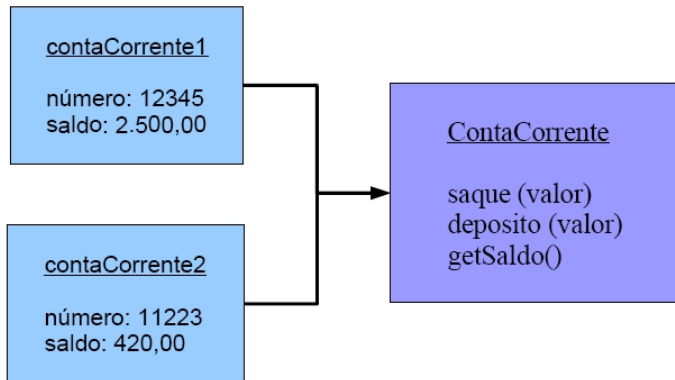 contaCorrente1
número: 12345
saldo: 2.500,00
ContaCorrente
saque (valor)
deposito (valor)
getSaldo()
contaCorrente2
número: 11223
saldo: 420,00